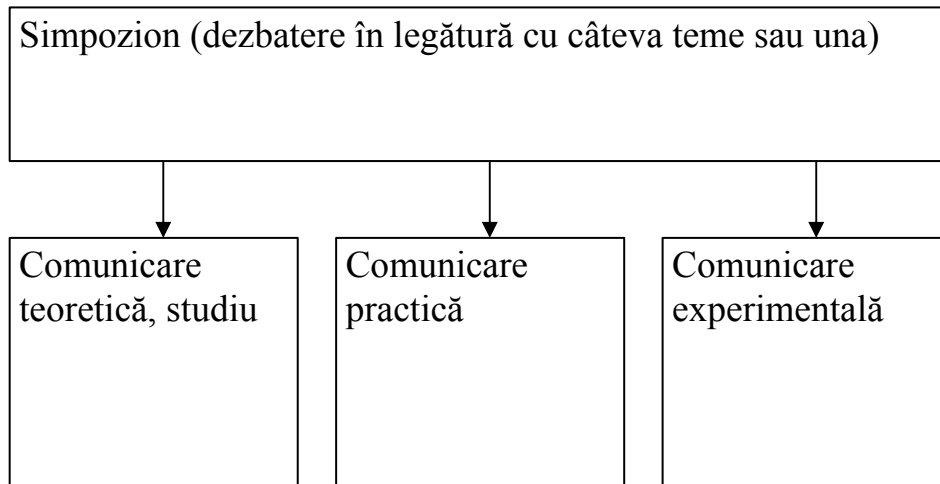 Simpozion (dezbatere în legătură cu câteva teme sau una)
Comunicare
teoretică, studiu
Comunicare
practică
Comunicare
experimentală